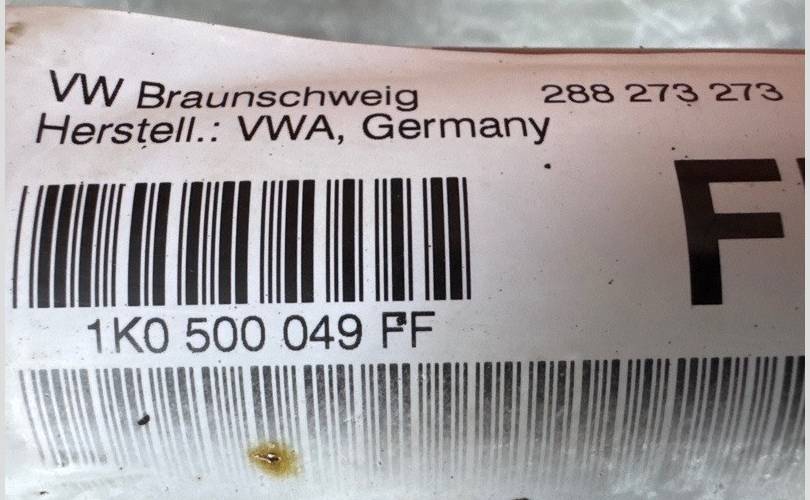 VW Braunschweig 288 273 273
Herstell.: VWA, Germany
F
1K0 500 049 FF